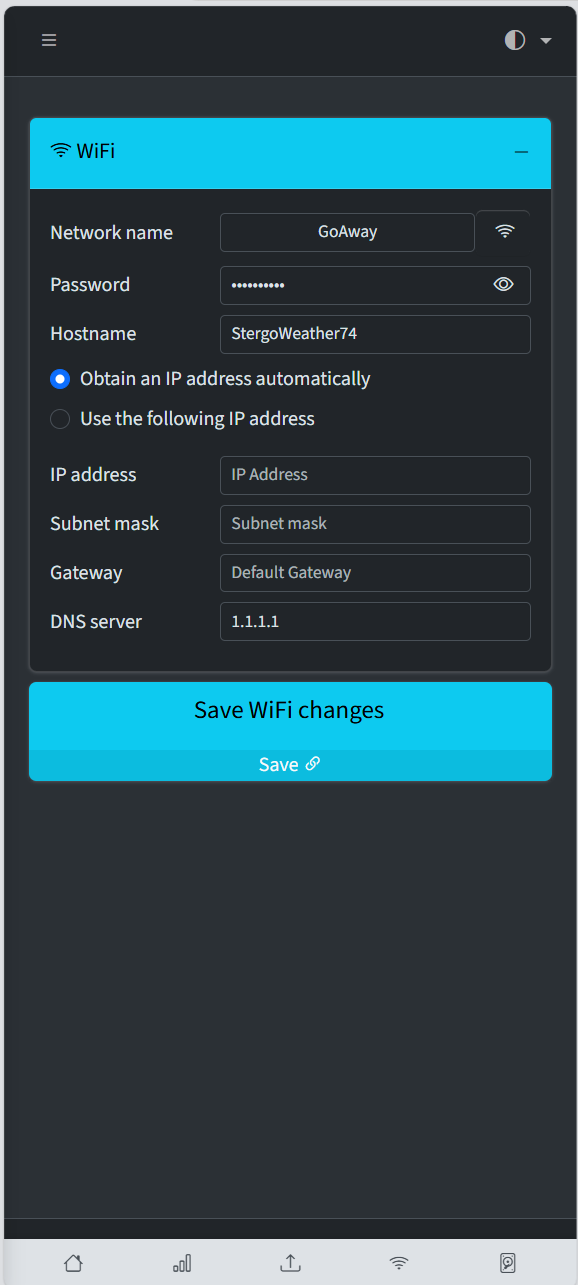 WiFi
Network name GoAway
Password ••••••••••
Hostname StergoWeather74
Obtain an IP address automatically
Use the following IP address
IP address IP Address
Subnet mask Subnet mask
Gateway Default Gateway
DNS server 1.1.1.1
Save WiFi changes
Save